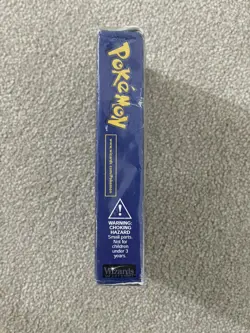 POKéMON
WARNING:
CHOKING
HAZARD
Small parts.
Not for
children
under 3
years.
Wizards